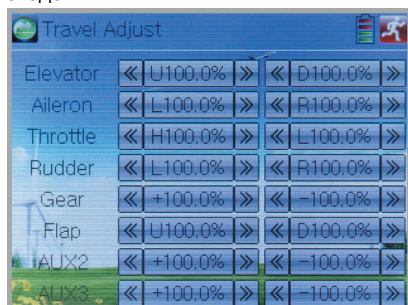 Travel Adjust
Elevator « U100.0% » « D100.0% »
Aileron « L100.0% » « R100.0% »
Throttle « H100.0% » « L100.0% »
Rudder « L100.0% » « R100.0% »
Gear « +100.0% » « -100.0% »
Flap « U100.0% » « D100.0% »
AUX2 « +100.0% » « -100.0% »
AUX3 « +100.0% » « -100.0% »